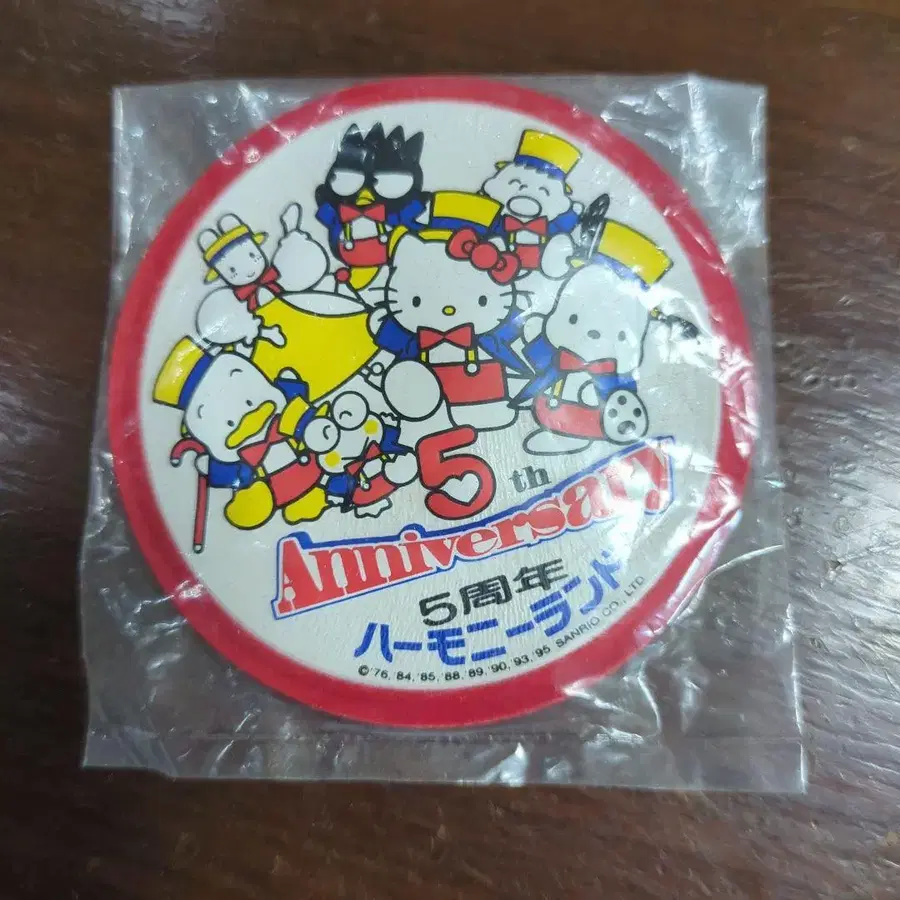 5th
Anniversary
5周年
ハーモニーランド
©'76, 84, '85, 88, '89, '90, '93, '95 SANRIO CO., LTD